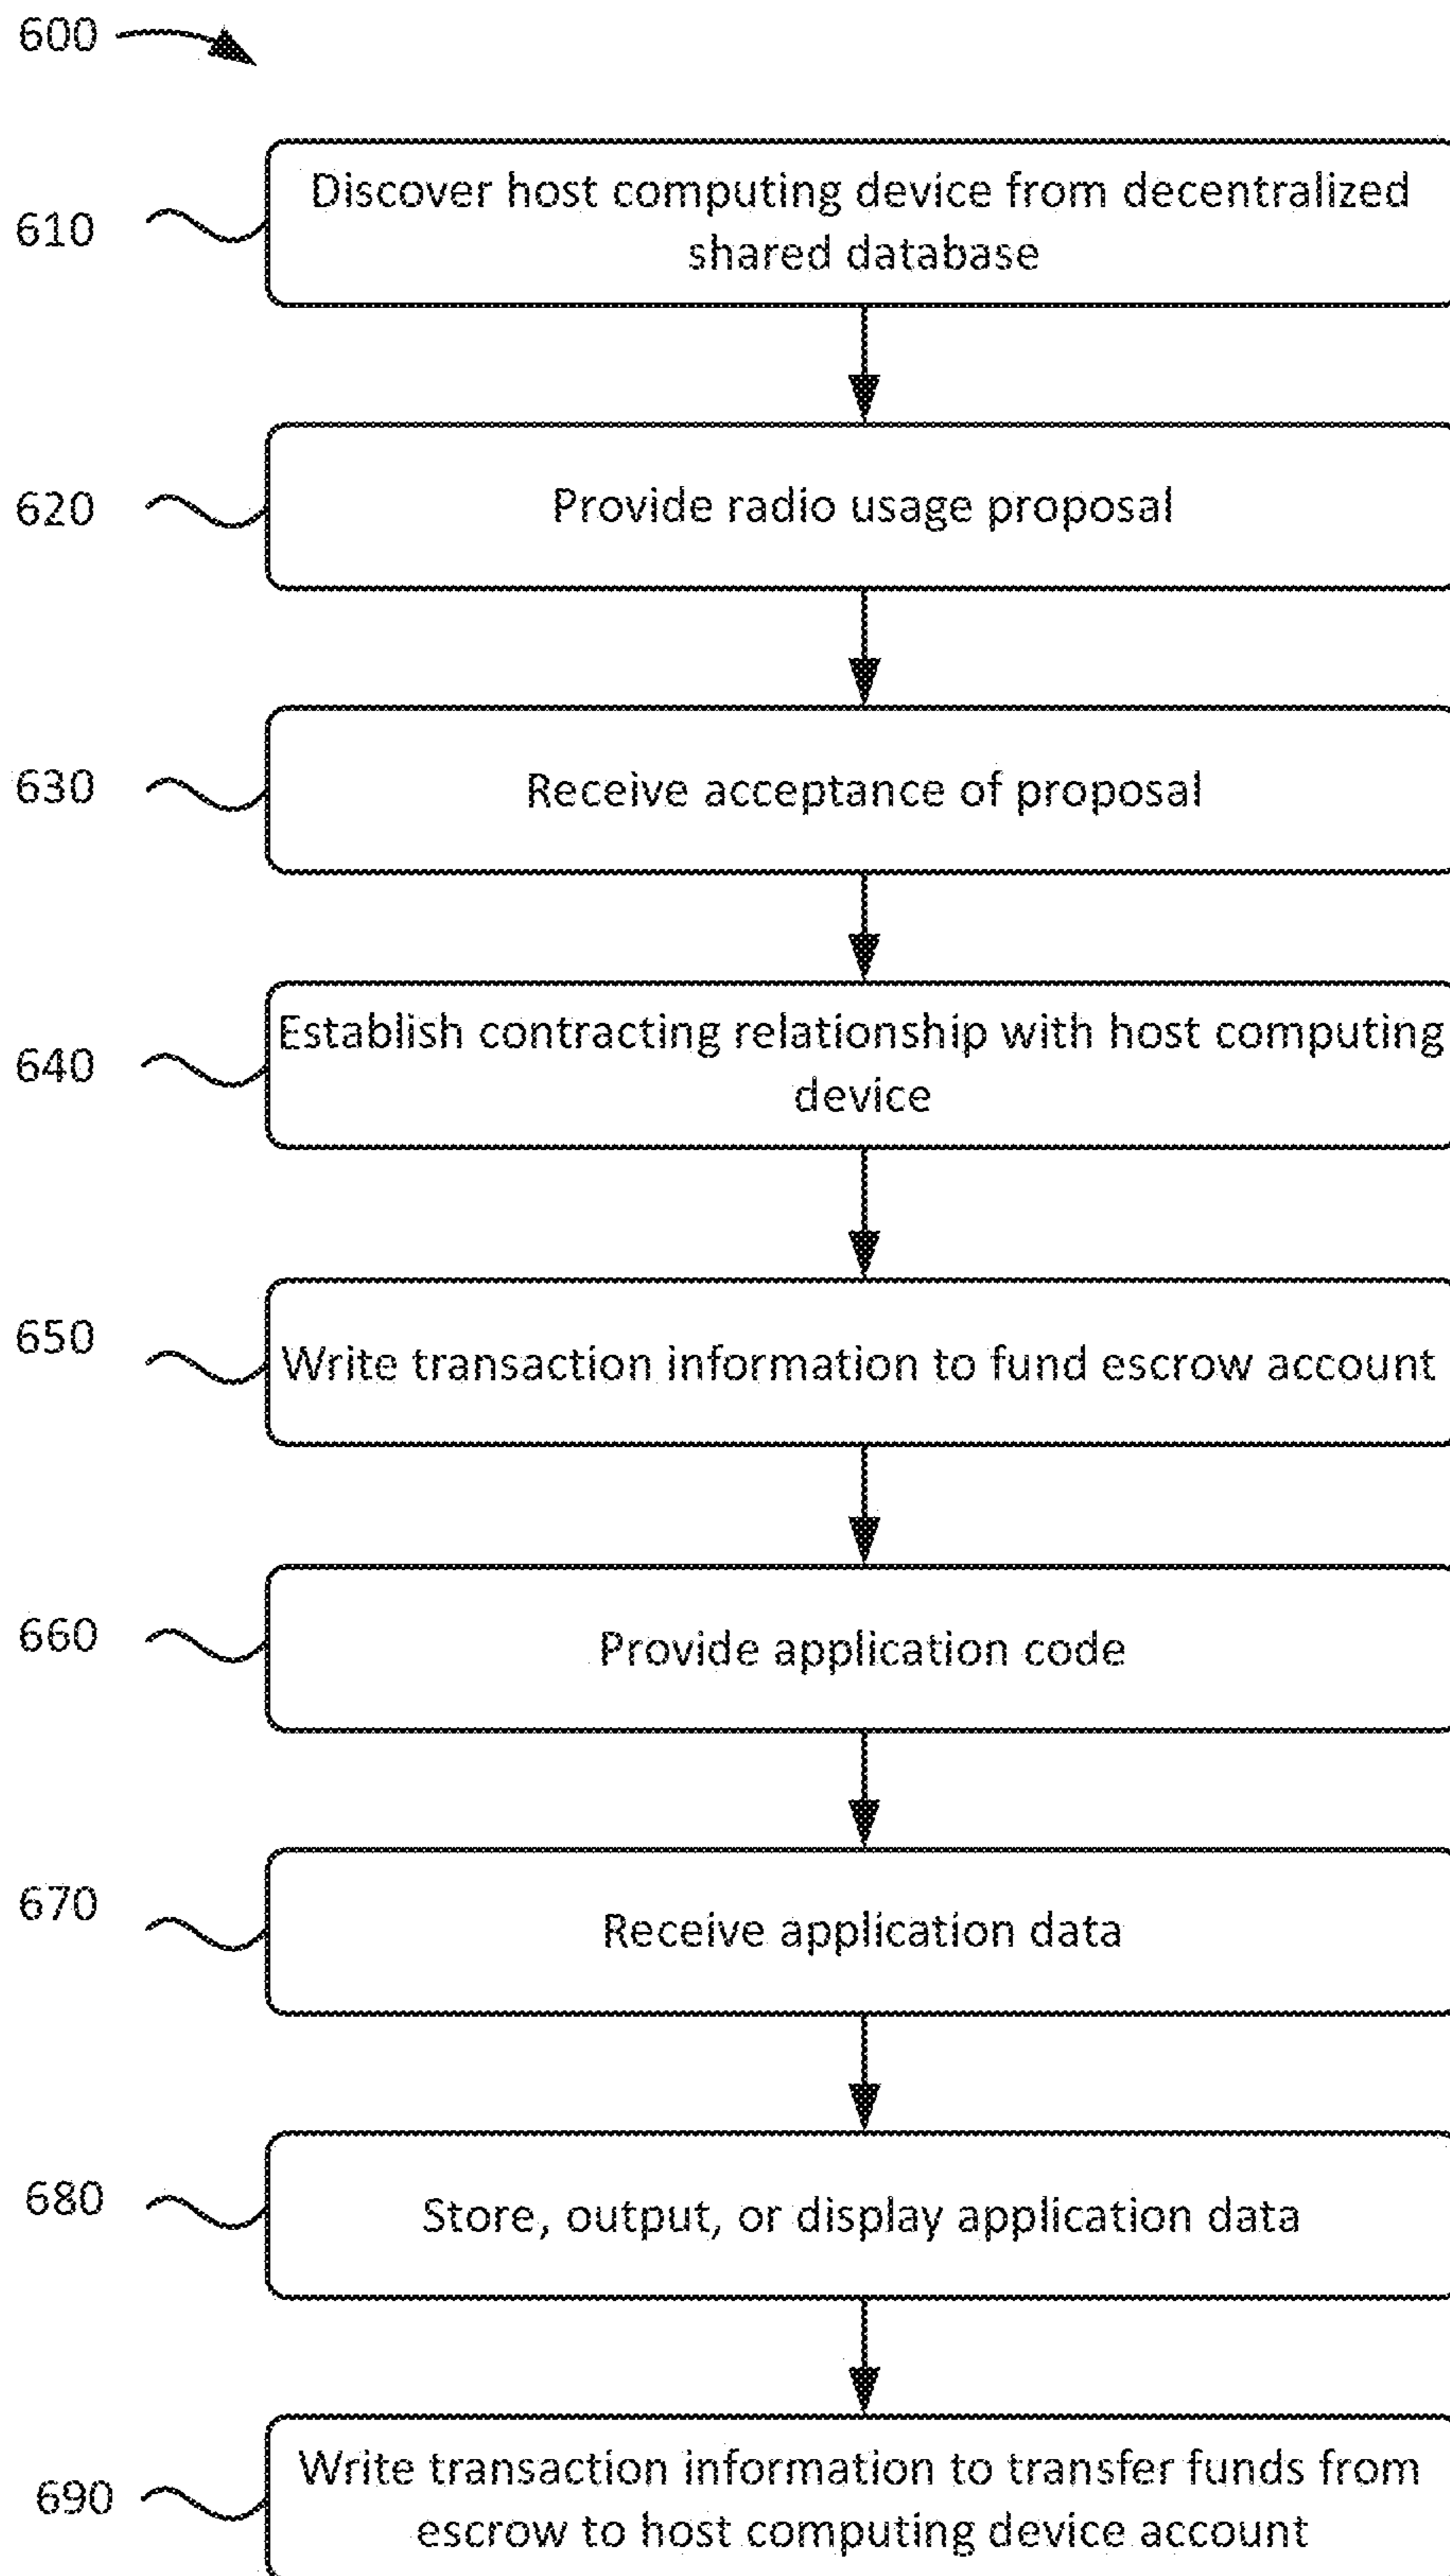 600
610
Discover host computing device from decentralized
shared database
620
Provide radio usage proposal
630
Receive acceptance of proposal
640
Establish contracting relationship with host computing
device
650
Write transaction information to fund escrow account
660
Provide application code
670
Receive application data
680
Store, output, or display application data
690
Write transaction information to transfer funds from
escrow to host computing device account